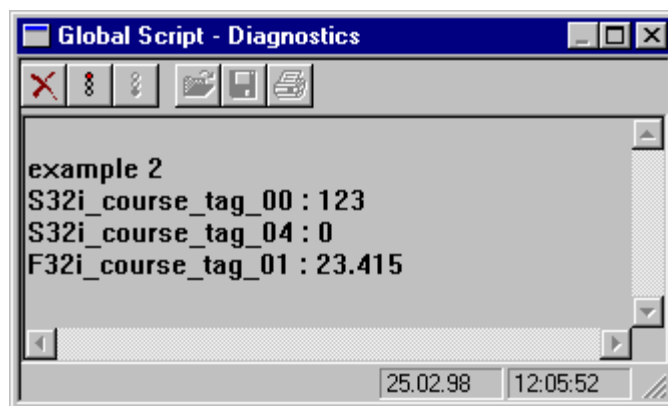 Global Script - Diagnostics
example 2
S32i_course_tag_00 : 123
S32i_course_tag_04 : 0
F32i_course_tag_01 : 23.415
25.02.98 12:05:52